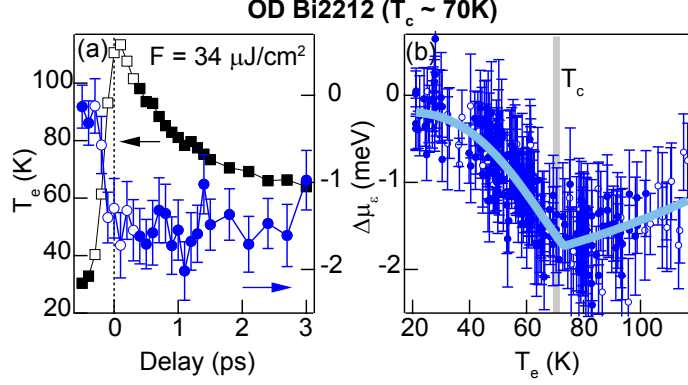 OD Bi2212 (Tc ~ 70K)
(a) F = 34 μJ/cm²
(b)
Tc
100
80
60
40
20
Te (K)
0
-1
-2
Δμε (meV)
0
-1
-2
0 1 2 3
Delay (ps)
20 40 60 80 100
Te (K)